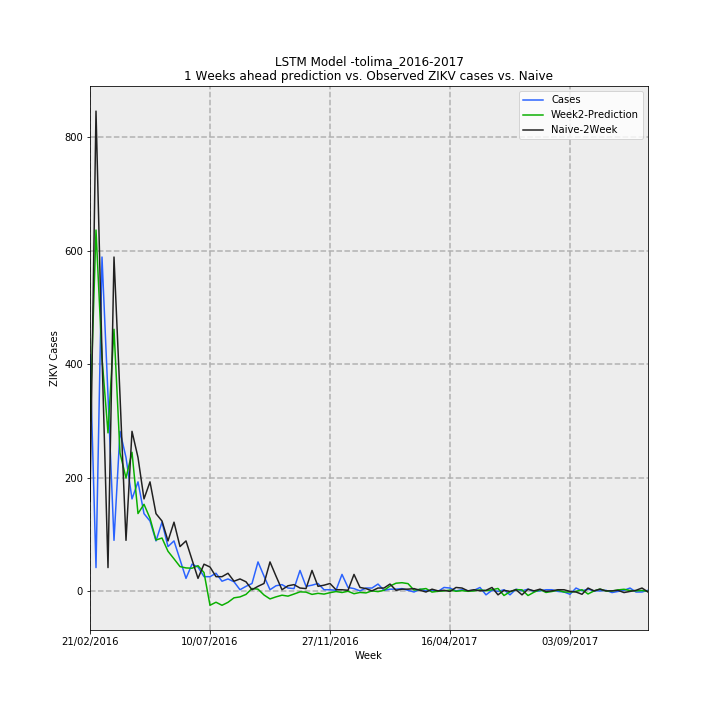 LSTM Model -tolima_2016-2017
1 Weeks ahead prediction vs. Observed ZIKV cases vs. Naive
Cases
Week2-Prediction
Naive-2Week
800
600
400
200
0
ZIKV Cases
21/02/2016
10/07/2016
27/11/2016
16/04/2017
03/09/2017
Week